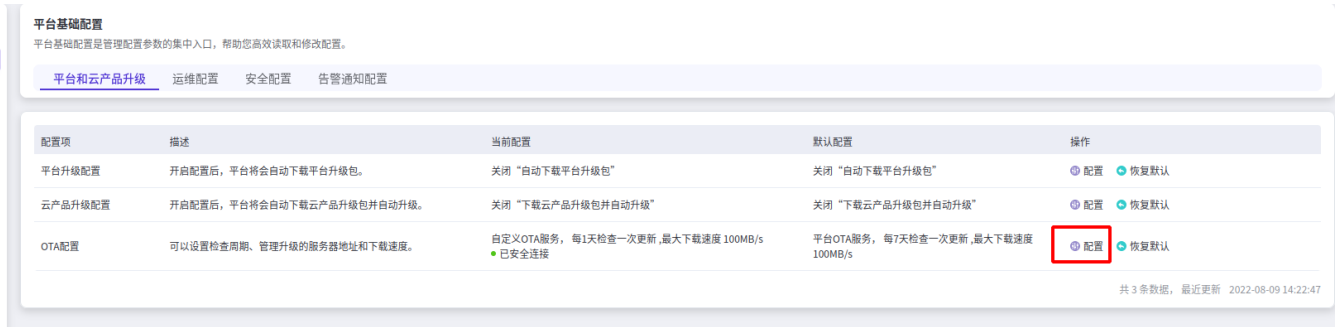 平台基础配置
平台基础配置是管理配置参数的集中入口，帮助您高效读取和修改配置。
平台和云产品升级 运维配置 安全配置 告警通知配置
配置项 描述 当前配置 默认配置 操作
平台升级配置 开启配置后，平台将会自动下载平台升级包。 关闭“自动下载平台升级包” 关闭“自动下载平台升级包” 配置 恢复默认
云产品升级配置 开启配置后，平台将会自动下载云产品升级包并自动升级。 关闭“下载云产品升级包并自动升级” 关闭“下载云产品升级包并自动升级” 配置 恢复默认
OTA配置 可以设置检查周期、管理升级的服务器地址和下载速度。 自定义OTA服务， 每1天检查一次更新 ,最大下载速度 100MB/s 平台OTA服务， 每7天检查一次更新 ,最大下载速度 配置 恢复默认
已安全连接 100MB/s
共 3 条数据， 最近更新 2022-08-09 14:22:47